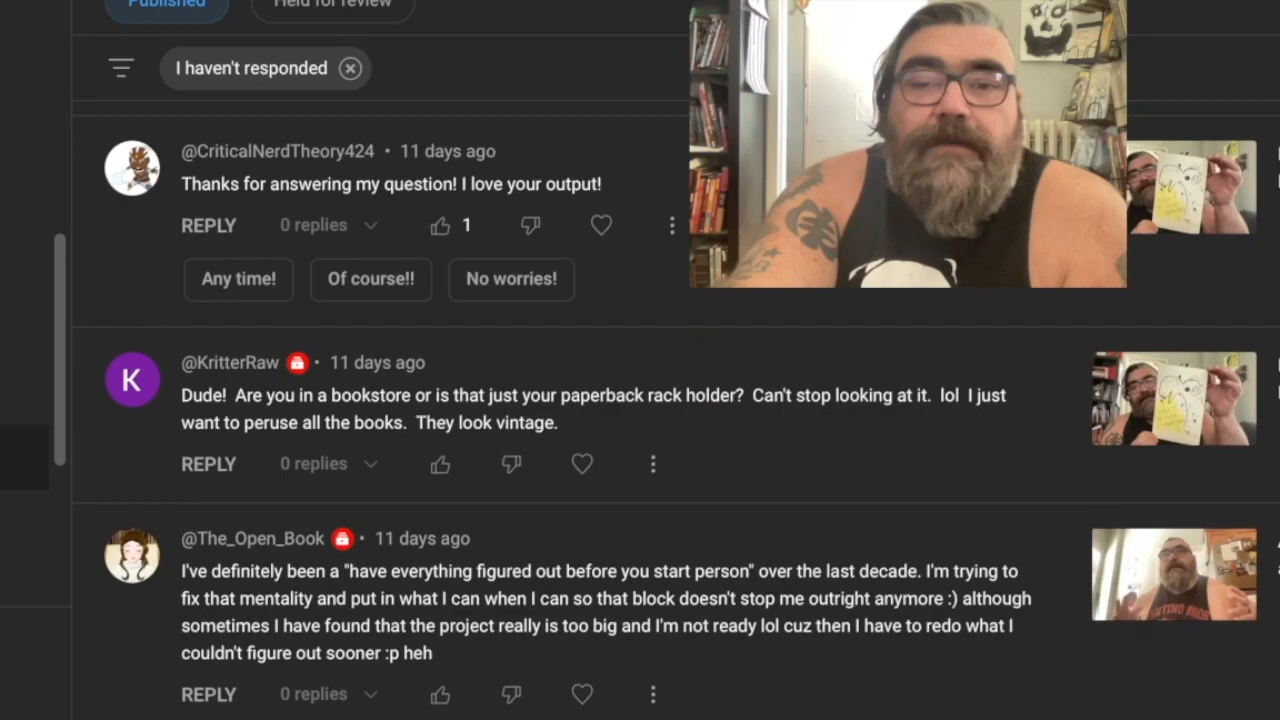 Published
Held for review
I haven't responded
@CriticalNerdTheory424 • 11 days ago
Thanks for answering my question! I love your output!
REPLY 0 replies 1
Any time! Of course!! No worries!
@KritterRaw • 11 days ago
Dude! Are you in a bookstore or is that just your paperback rack holder? Can't stop looking at it. lol I just
want to peruse all the books. They look vintage.
REPLY 0 replies
K
@The_Open_Book • 11 days ago
I've definitely been a "have everything figured out before you start person" over the last decade. I'm trying to
fix that mentality and put in what I can when I can so that block doesn't stop me outright anymore :) although
sometimes I have found that the project really is too big and I'm not ready lol cuz then I have to redo what I
couldn't figure out sooner :p heh
REPLY 0 replies